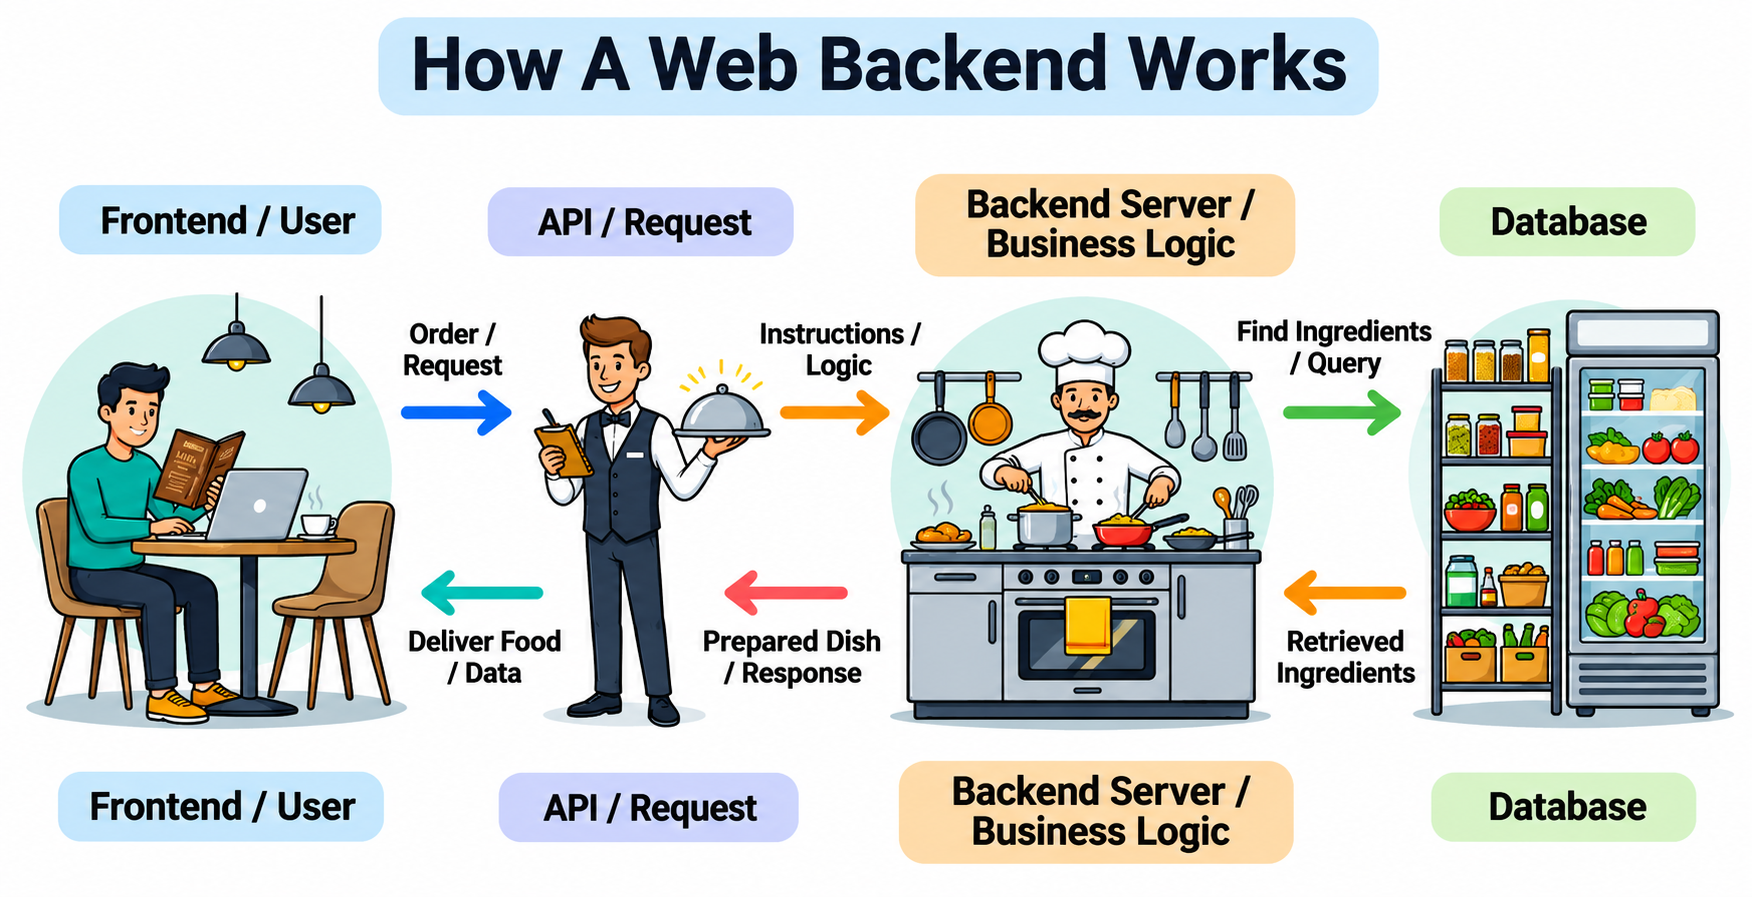 How A Web Backend Works
Frontend / User
API / Request
Backend Server /
Business Logic
Database
Order /
Request
Instructions /
Logic
Find Ingredients
/ Query
Deliver Food
/ Data
Prepared Dish
/ Response
Retrieved
Ingredients
Frontend / User
API / Request
Backend Server /
Business Logic
Database